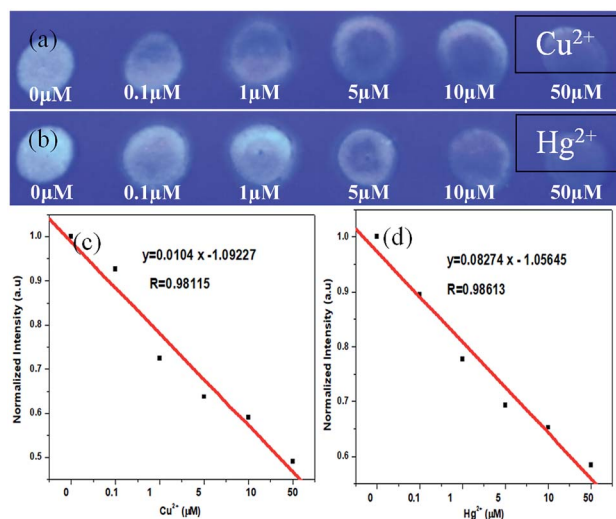 (a)
Cu²⁺
0μM 0.1μM 1μM 5μM 10μM 50μM
(b)
Hg²⁺
0μM 0.1μM 1μM 5μM 10μM 50μM
(c)
y=0.0104 x -1.09227
R=0.98115
Normalized Intensity (a.u)
1.0
0.9
0.8
0.7
0.6
0.5
0 0.1 1 5 10 50
Cu²⁺ (μM)
(d)
y=0.08274 x -1.05645
R=0.98613
Normalized Intensity (a.u)
1.0
0.9
0.8
0.7
0.6
0 0.1 1 5 10 50
Hg²⁺ (μM)